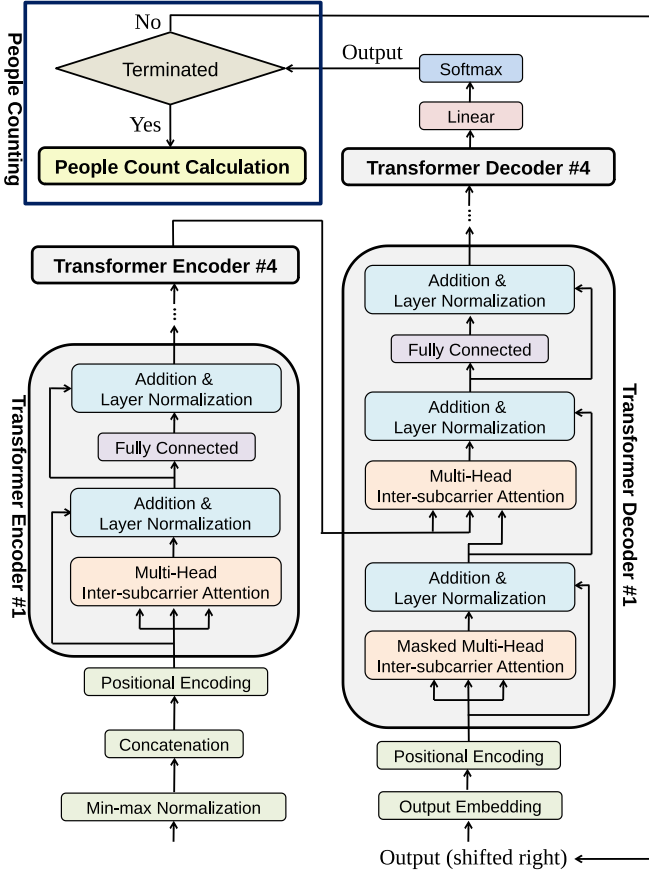 People Counting
No
Terminated
Yes
People Count Calculation
Output
Softmax
Linear
Transformer Decoder #4
Transformer Encoder #4
...
Transformer Encoder #1
Addition &
Layer Normalization
Fully Connected
Addition &
Layer Normalization
Multi-Head
Inter-subcarrier Attention
Positional Encoding
Concatenation
Min-max Normalization
...
Transformer Decoder #1
Addition &
Layer Normalization
Fully Connected
Addition &
Layer Normalization
Multi-Head
Inter-subcarrier Attention
Addition &
Layer Normalization
Masked Multi-Head
Inter-subcarrier Attention
Positional Encoding
Output Embedding
Output (shifted right)